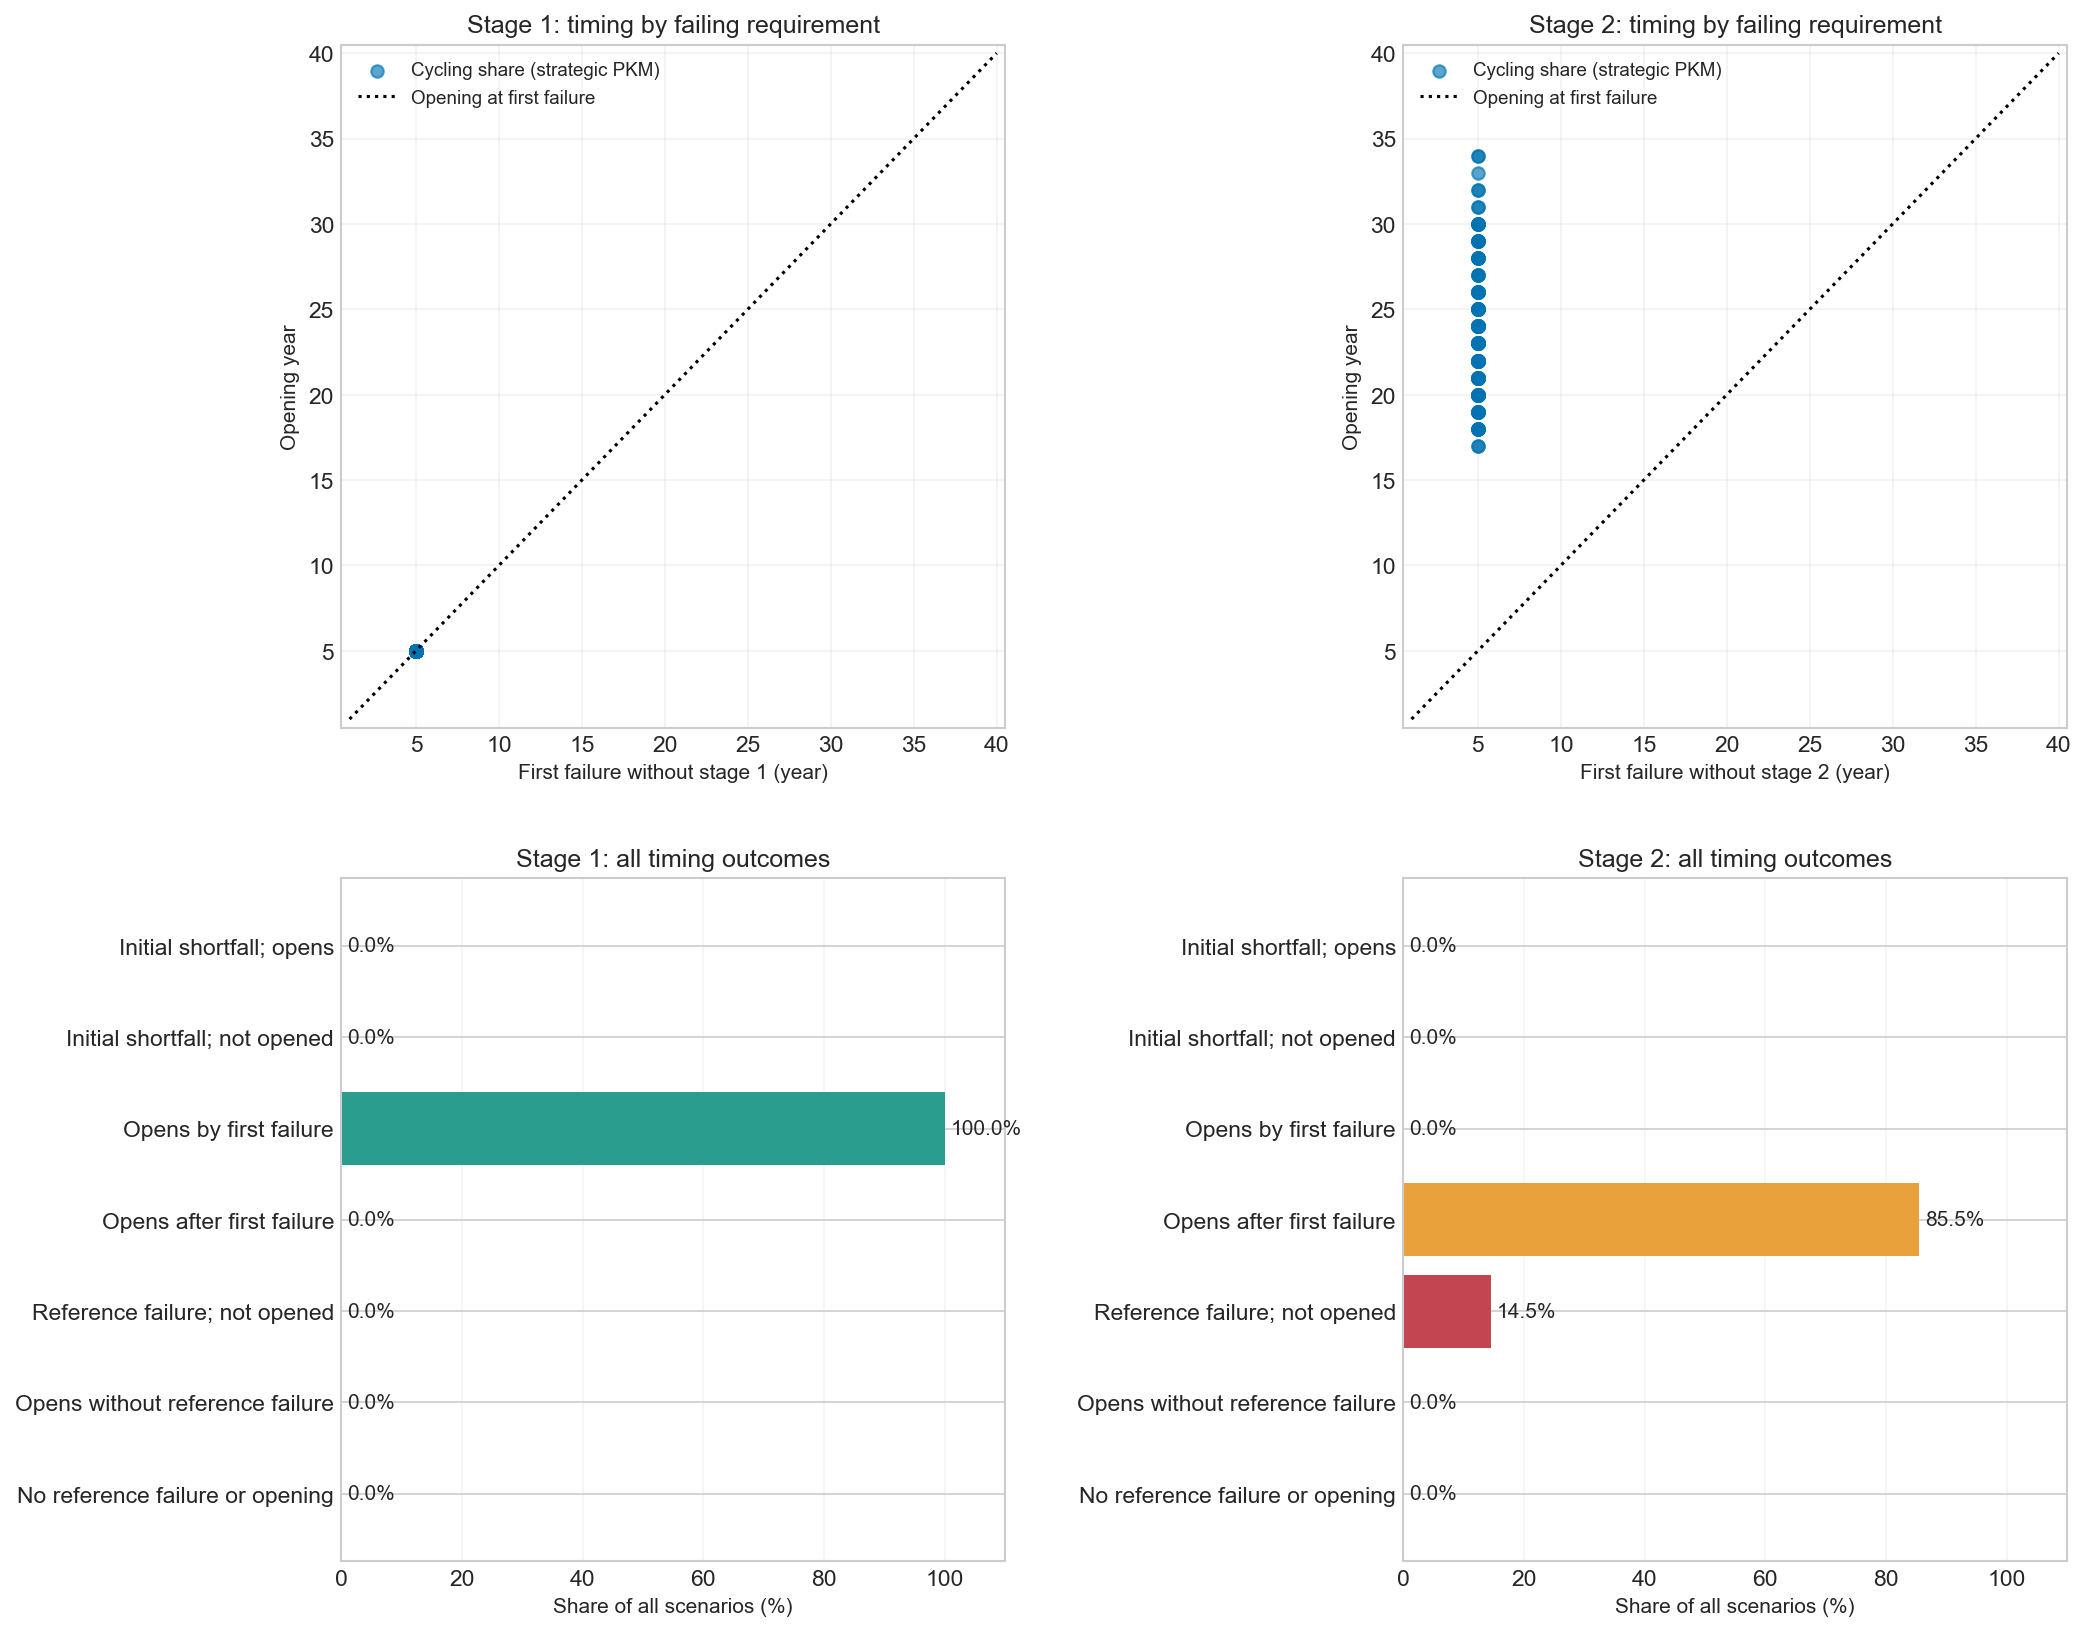 Stage 1: timing by failing requirement
Cycling share (strategic PKM)
Opening at first failure
40
35
30
25
20
15
10
5
Opening year
5 10 15 20 25 30 35 40
First failure without stage 1 (year)
Stage 2: timing by failing requirement
Cycling share (strategic PKM)
Opening at first failure
40
35
30
25
20
15
10
5
Opening year
5 10 15 20 25 30 35 40
First failure without stage 2 (year)
Stage 1: all timing outcomes
Initial shortfall; opens 0.0%
Initial shortfall; not opened 0.0%
Opens by first failure 100.0%
Opens after first failure 0.0%
Reference failure; not opened 0.0%
Opens without reference failure 0.0%
No reference failure or opening 0.0%
0 20 40 60 80 100
Share of all scenarios (%)
Stage 2: all timing outcomes
Initial shortfall; opens 0.0%
Initial shortfall; not opened 0.0%
Opens by first failure 0.0%
Opens after first failure 85.5%
Reference failure; not opened 14.5%
Opens without reference failure 0.0%
No reference failure or opening 0.0%
0 20 40 60 80 100
Share of all scenarios (%)